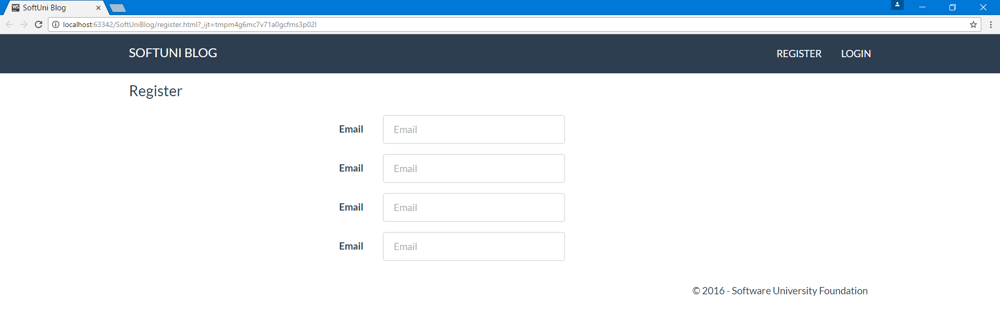 WS SoftUni Blog
localhost:63342/SoftUniBlog/register.html?_ijt=tmpm4g6mc7v71a0gcfrns3p02l
SOFTUNI BLOG REGISTER LOGIN
Register
Email Email
Email Email
Email Email
Email Email
© 2016 - Software University Foundation